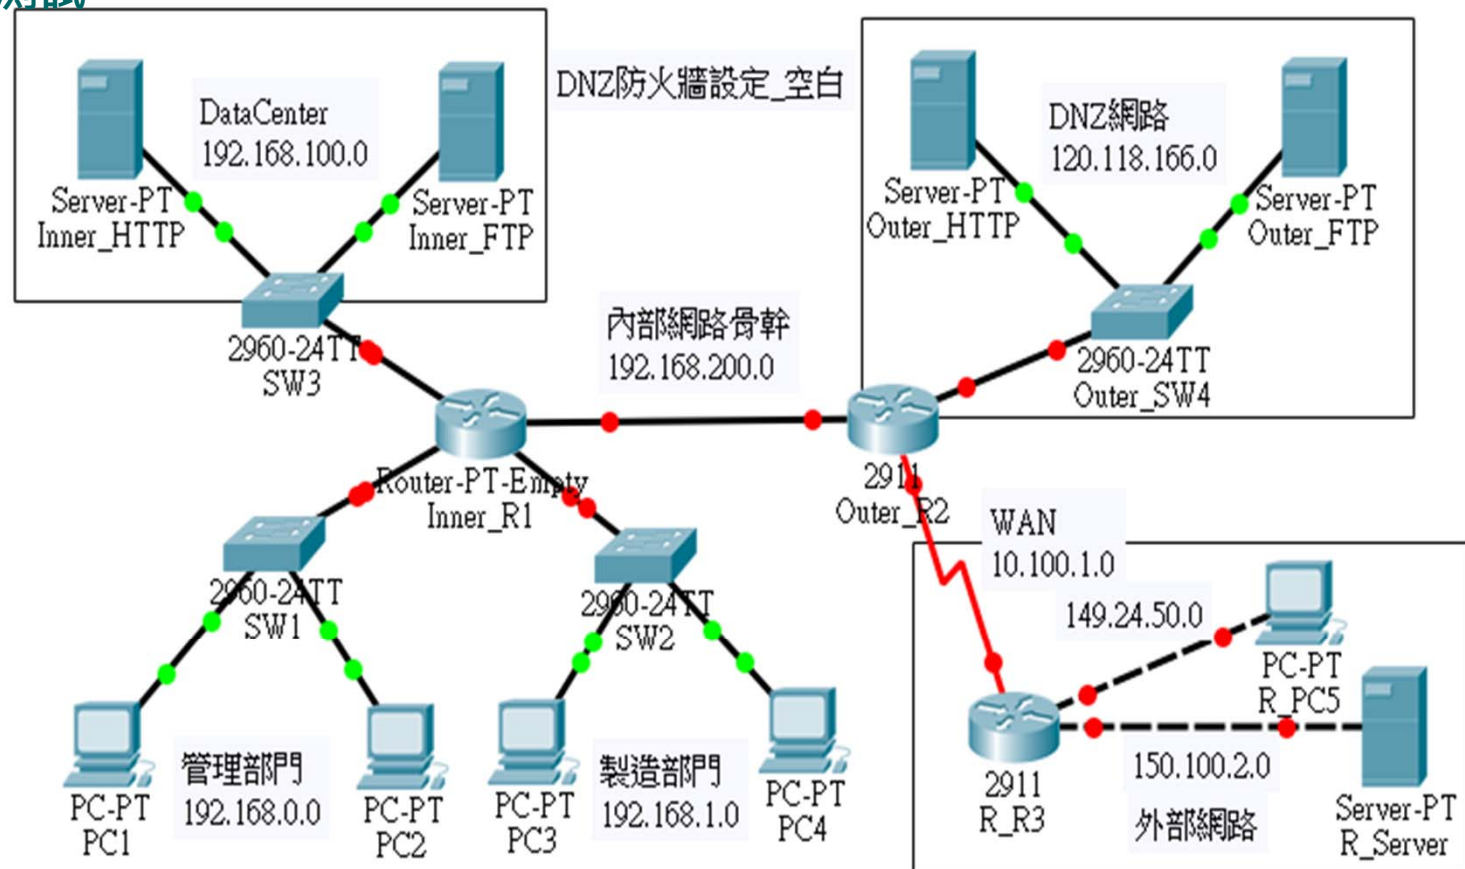 測試
DNZ防火牆設定_空白
DataCenter
192.168.100.0
Server-PT
Inner_HTTP
Server-PT
Inner_FTP
2960-24TT
SW3
DNZ網路
120.118.166.0
Server-PT
Outer_HTTP
Server-PT
Outer_FTP
2960-24TT
Outer_SW4
內部網路骨幹
192.168.200.0
Router-PT-Empty
Inner_R1
2911
Outer_R2
WAN
10.100.1.0
2960-24TT
SW1
2960-24TT
SW2
149.24.50.0
PC-PT
R_PC5
PC-PT
PC1
管理部門
192.168.0.0
PC-PT
PC2
PC-PT
PC3
製造部門
192.168.1.0
PC-PT
PC4
2911
R_R3
150.100.2.0
外部網路
Server-PT
R_Server